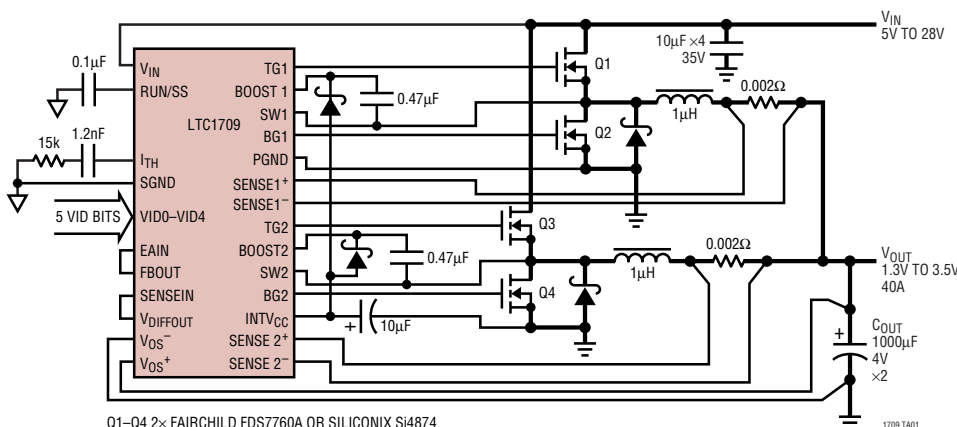 VIN
5V TO 28V
10µF ×4
35V
0.1µF
VIN
TG1
Q1
RUN/SS
BOOST 1
0.47µF
0.002Ω
SW1
1µH
LTC1709
BG1
Q2
15k
1.2nF
ITH
PGND
SGND
SENSE1+
SENSE1−
5 VID BITS
VID0–VID4
TG2
Q3
EAIN
BOOST2
0.47µF
0.002Ω
VOUT
1.3V TO 3.5V
40A
FBOUT
SW2
1µH
SENSEIN
BG2
Q4
VDIFFOUT
INTVCC
+
10µF
VOS−
SENSE 2+
+
COUT
1000µF
4V
×2
VOS+
SENSE 2−
Q1–Q4 2× FAIRCHILD FDS7760A OR SILICONIX Si4874
1709 TA01